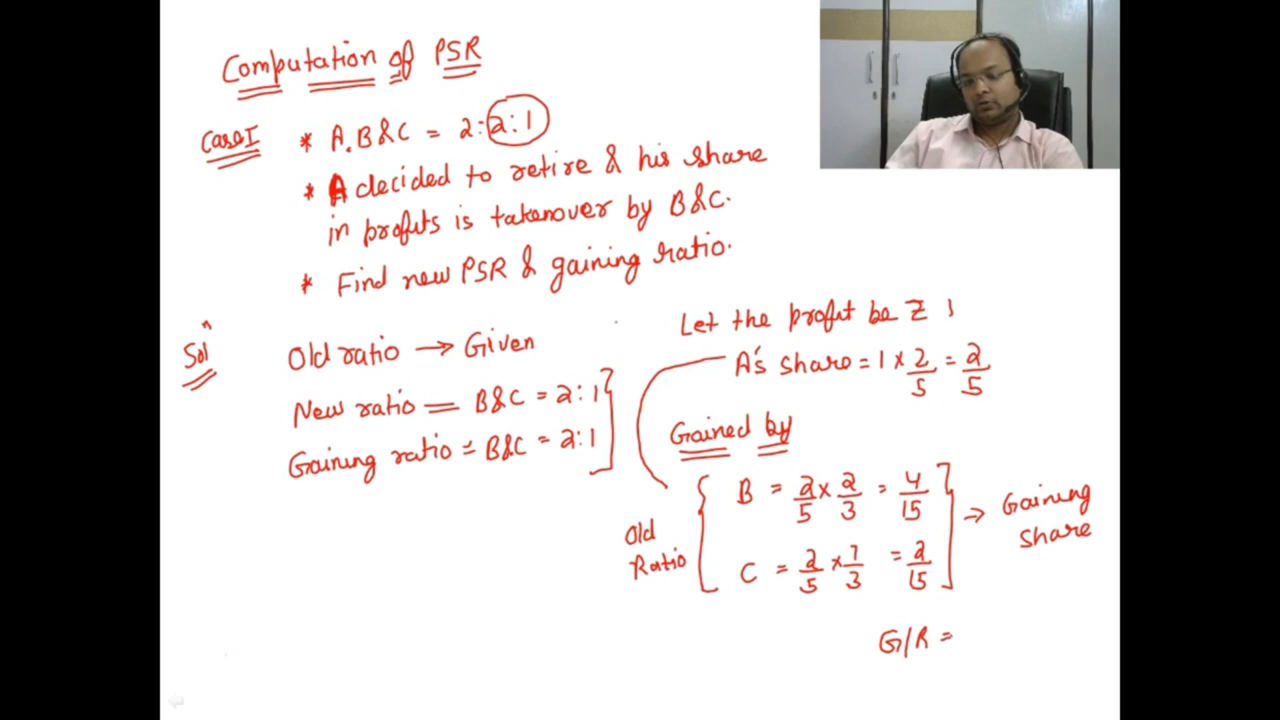 Computation of PSR
Case I * A, B & C = 2:2:1
* A decided to retire & his share
in profits is takenover by B&C.
* Find new PSR & gaining ratio.
Solⁿ
Old ratio → Given
New ratio = B&C = 2:1
Gaining ratio = B&C = 2:1
Let the profit be ₹ 1
A's share = 1 × 2/5 = 2/5
Gained by
Old
Ratio
B = 2/5 × 2/3 = 4/15
C = 2/5 × 1/3 = 2/15
→ Gaining
Share
G/R =